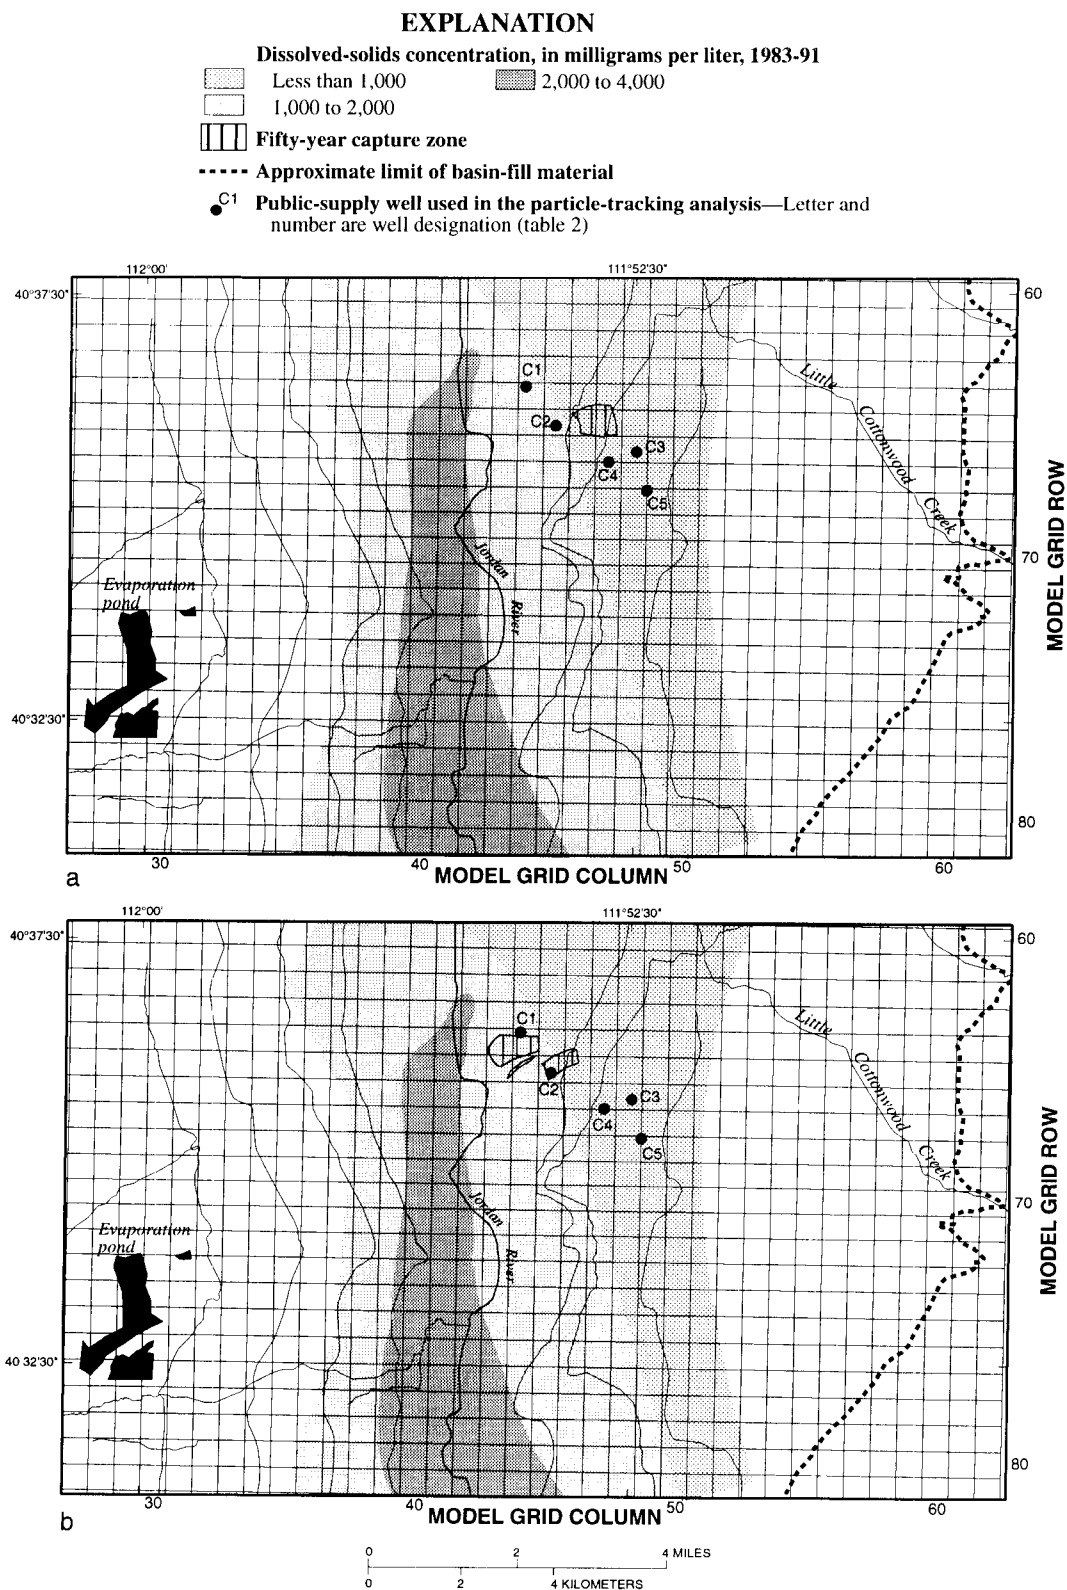 EXPLANATION
Dissolved-solids concentration, in milligrams per liter, 1983-91
Less than 1,000
2,000 to 4,000
1,000 to 2,000
Fifty-year capture zone
Approximate limit of basin-fill material
C1
Public-supply well used in the particle-tracking analysis—Letter and
number are well designation (table 2)
112°00'
111°52'30"
40°37'30"
60
C1
Little
C2
Cottonwood
C3
C4
C5
Creek
Jordan
River
70
Evaporation
pond
40°32'30"
80
MODEL GRID ROW
30
40
50
60
MODEL GRID COLUMN
a
112°00'
111°52'30"
40°37'30"
60
C1
Little
C2
Cottonwood
C3
C4
C5
Creek
Jordan
River
70
Evaporation
pond
40 32'30"
80
MODEL GRID ROW
30
40
50
60
MODEL GRID COLUMN
b
0 2 4 MILES
0 2 4 KILOMETERS